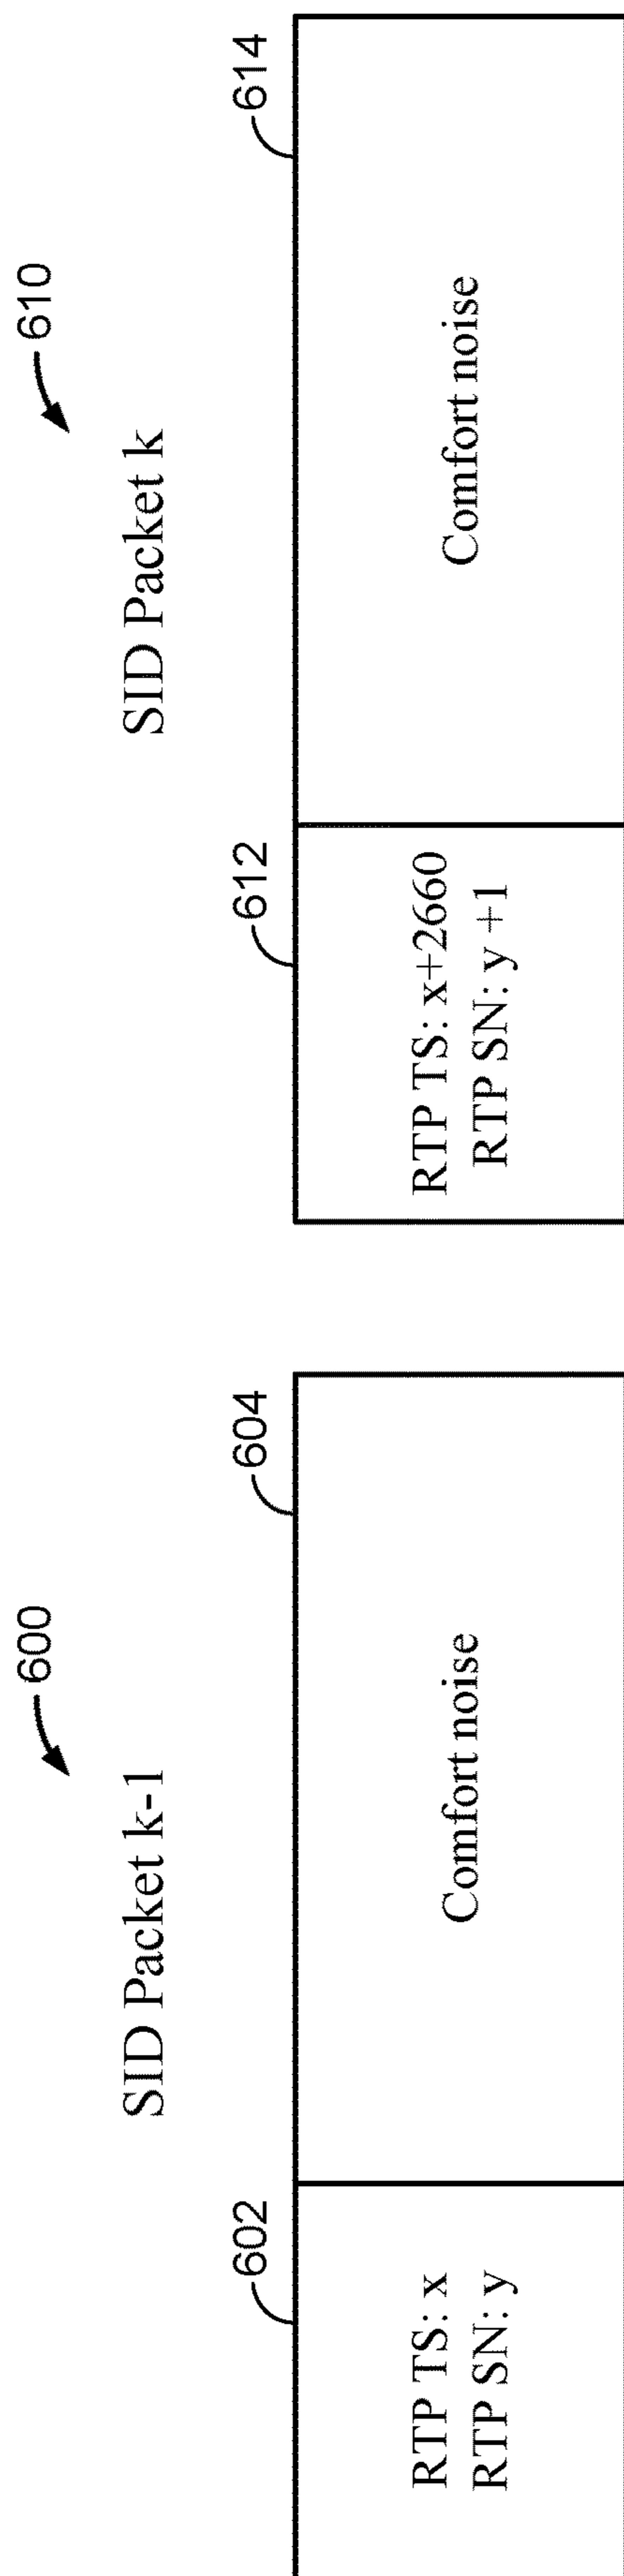 600
SID Packet k-1
602
604
RTP TS: x
RTP SN: y
Comfort noise
610
SID Packet k
612
614
RTP TS: x+2660
RTP SN: y +1
Comfort noise